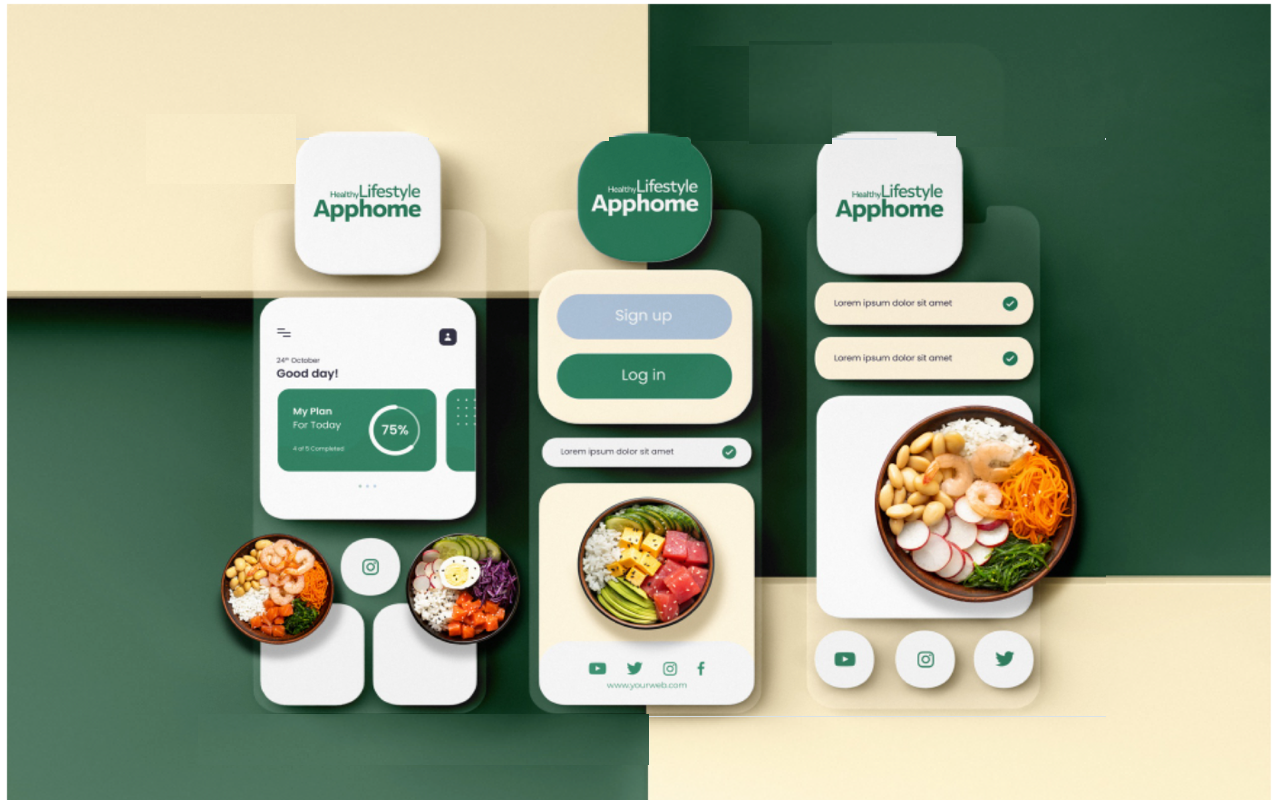 Healthy Lifestyle
Apphome
24th October
Good day!
My Plan
For Today
4 of 5 Completed
75%
Healthy Lifestyle
Apphome
Sign up
Log in
Lorem ipsum dolor sit amet
www.yourweb.com
Healthy Lifestyle
Apphome
Lorem ipsum dolor sit amet
Lorem ipsum dolor sit amet